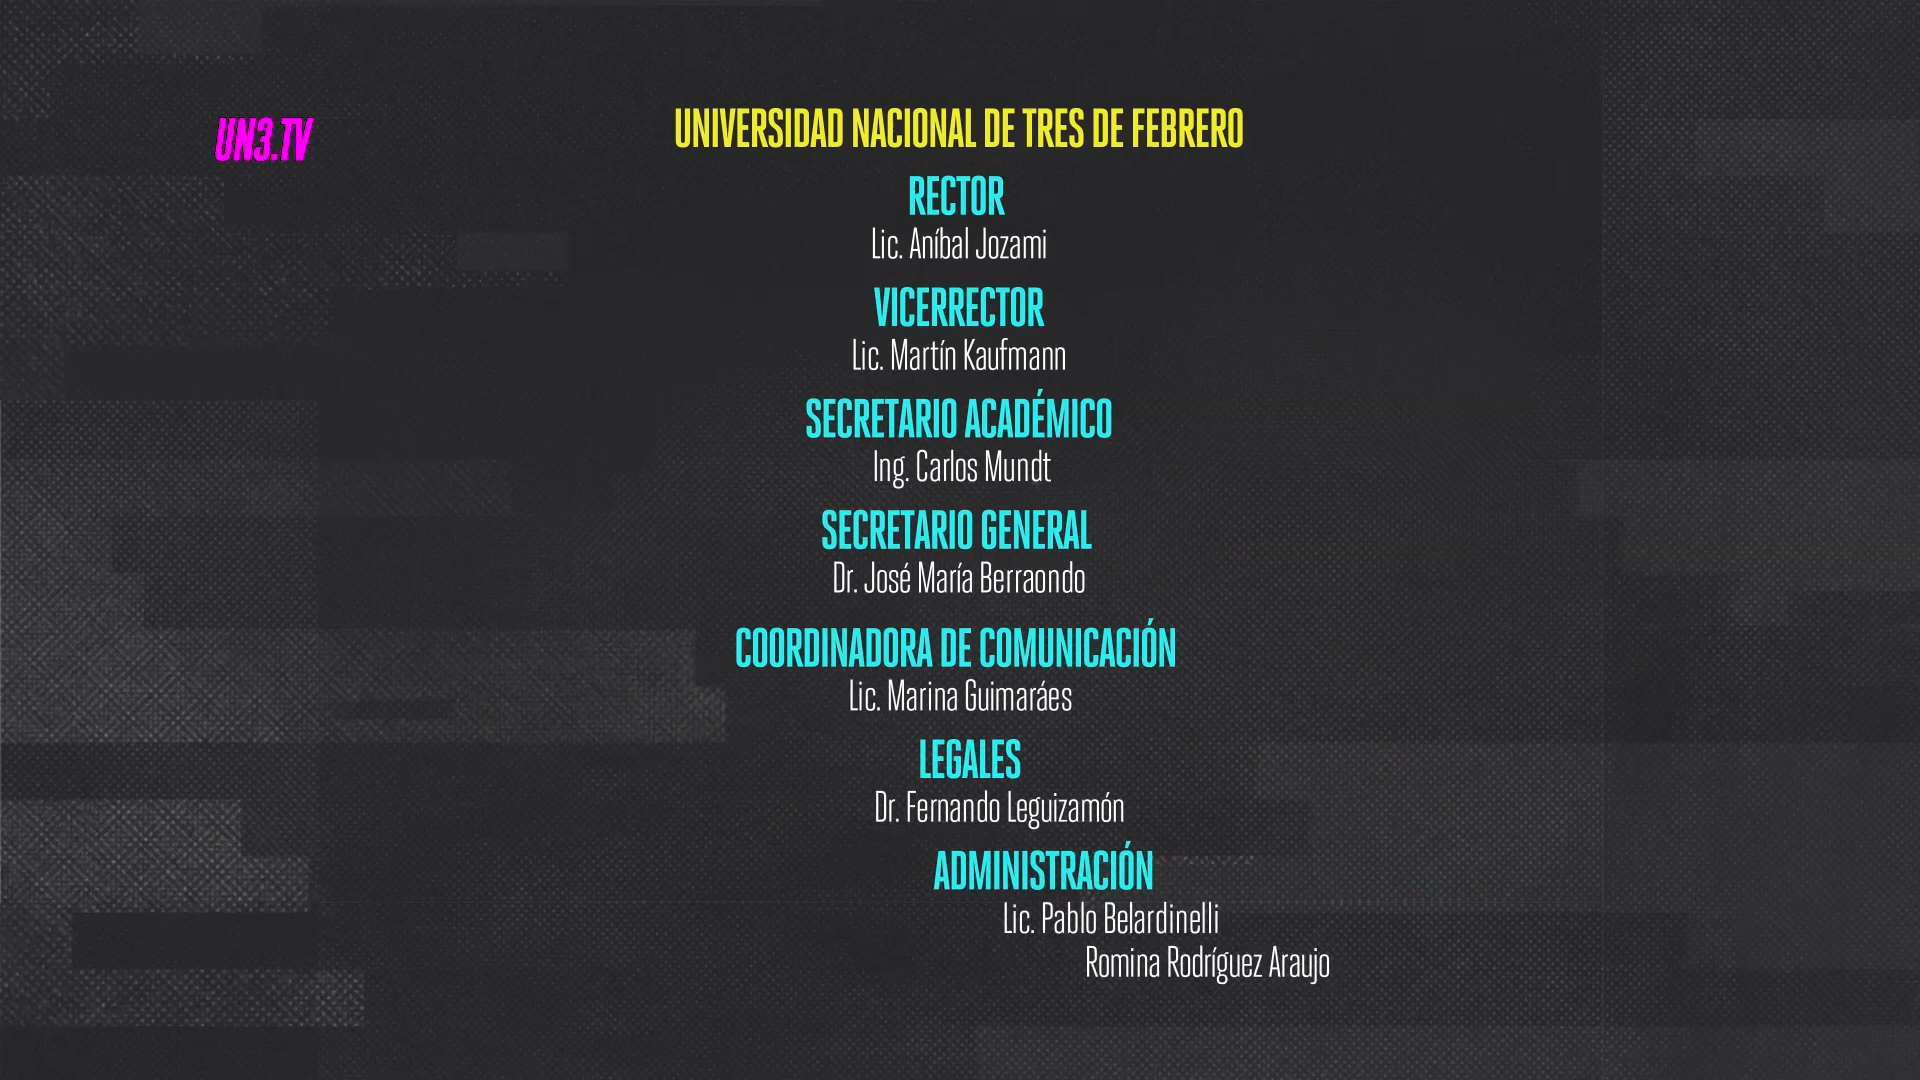 UN3.TV
UNIVERSIDAD NACIONAL DE TRES DE FEBRERO
RECTOR
Lic. Aníbal Jozami
VICERRECTOR
Lic. Martín Kaufmann
SECRETARIO ACADÉMICO
Ing. Carlos Mundt
SECRETARIO GENERAL
Dr. José María Berraondo
COORDINADORA DE COMUNICACIÓN
Lic. Marina Guimaráes
LEGALES
Dr. Fernando Leguizamón
ADMINISTRACIÓN
Lic. Pablo Belardinelli
Romina Rodríguez Araujo